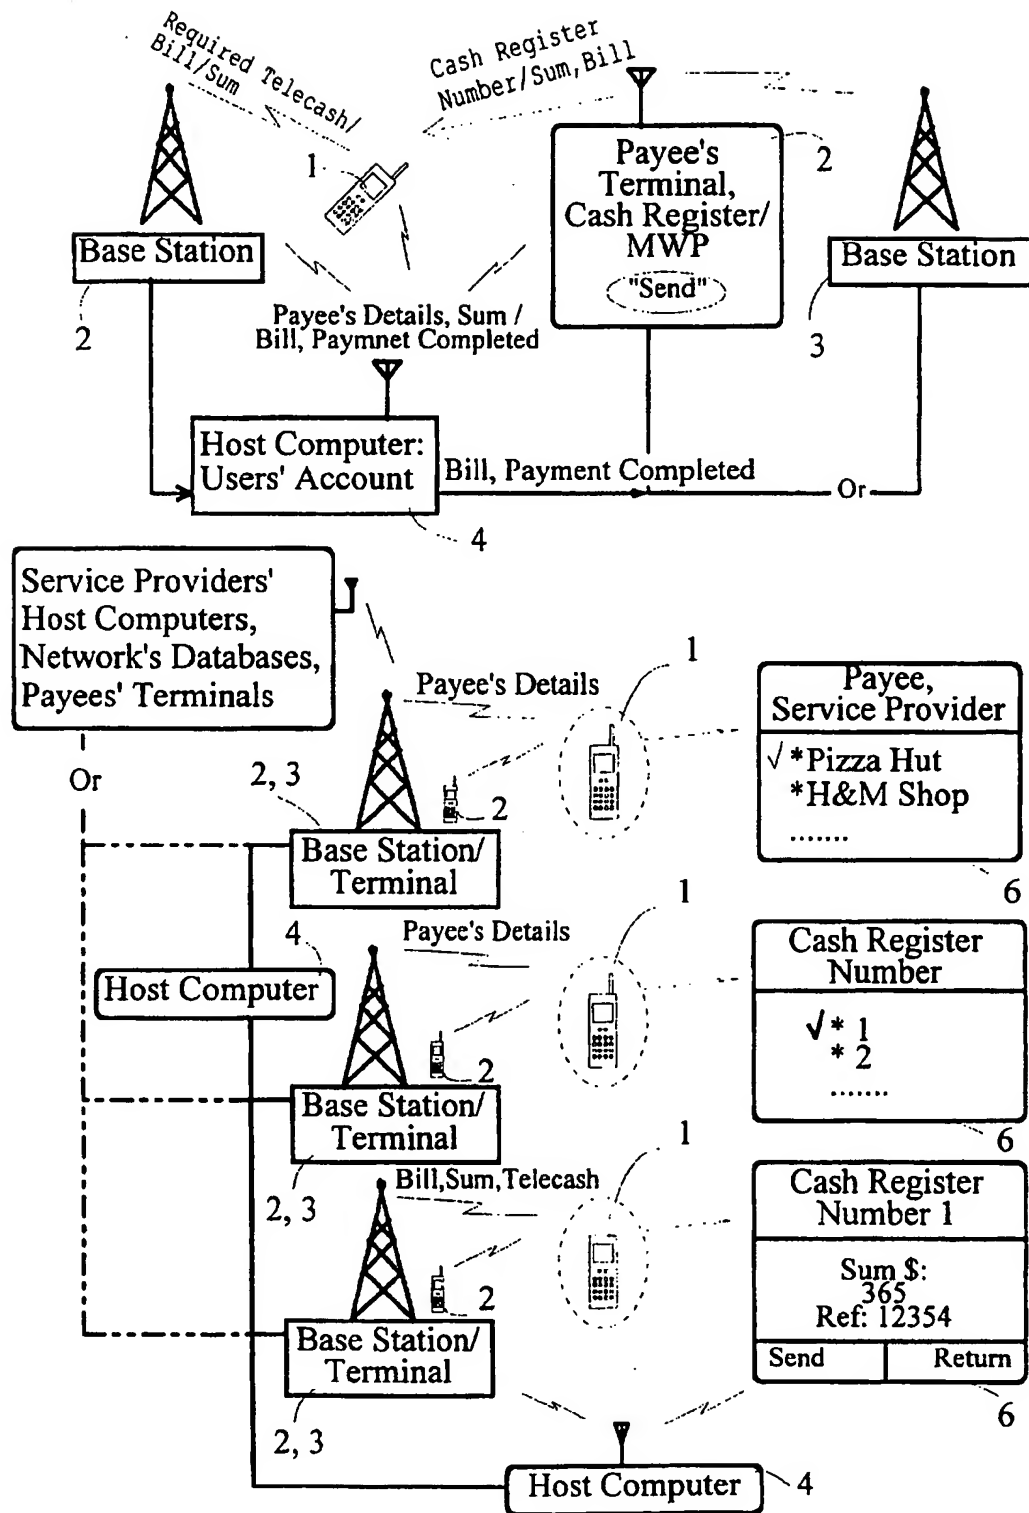 Required Telecash/
Bill/Sum
Cash Register
Number/Sum,Bill
1
Payee's
Terminal,
Cash Register/
MWP
"Send"
2
Base Station
2
Base Station
3
Payee's Details, Sum /
Bill, Paymnet Completed
Host Computer:
Users' Account
4
Bill, Payment Completed
Or
Service Providers'
Host Computers,
Network's Databases,
Payees' Terminals
Or
Payee's Details
1
2, 3
2
Base Station/
Terminal
Payee,
Service Provider
√ *Pizza Hut
*H&M Shop
.......
6
4
Host Computer
Payee's Details
1
2
Base Station/
Terminal
2, 3
Cash Register
Number
√ * 1
* 2
.......
6
Bill,Sum,Telecash
1
2
Base Station/
Terminal
2, 3
Cash Register
Number 1
Sum $:
365
Ref: 12354
Send Return
6
Host Computer
4